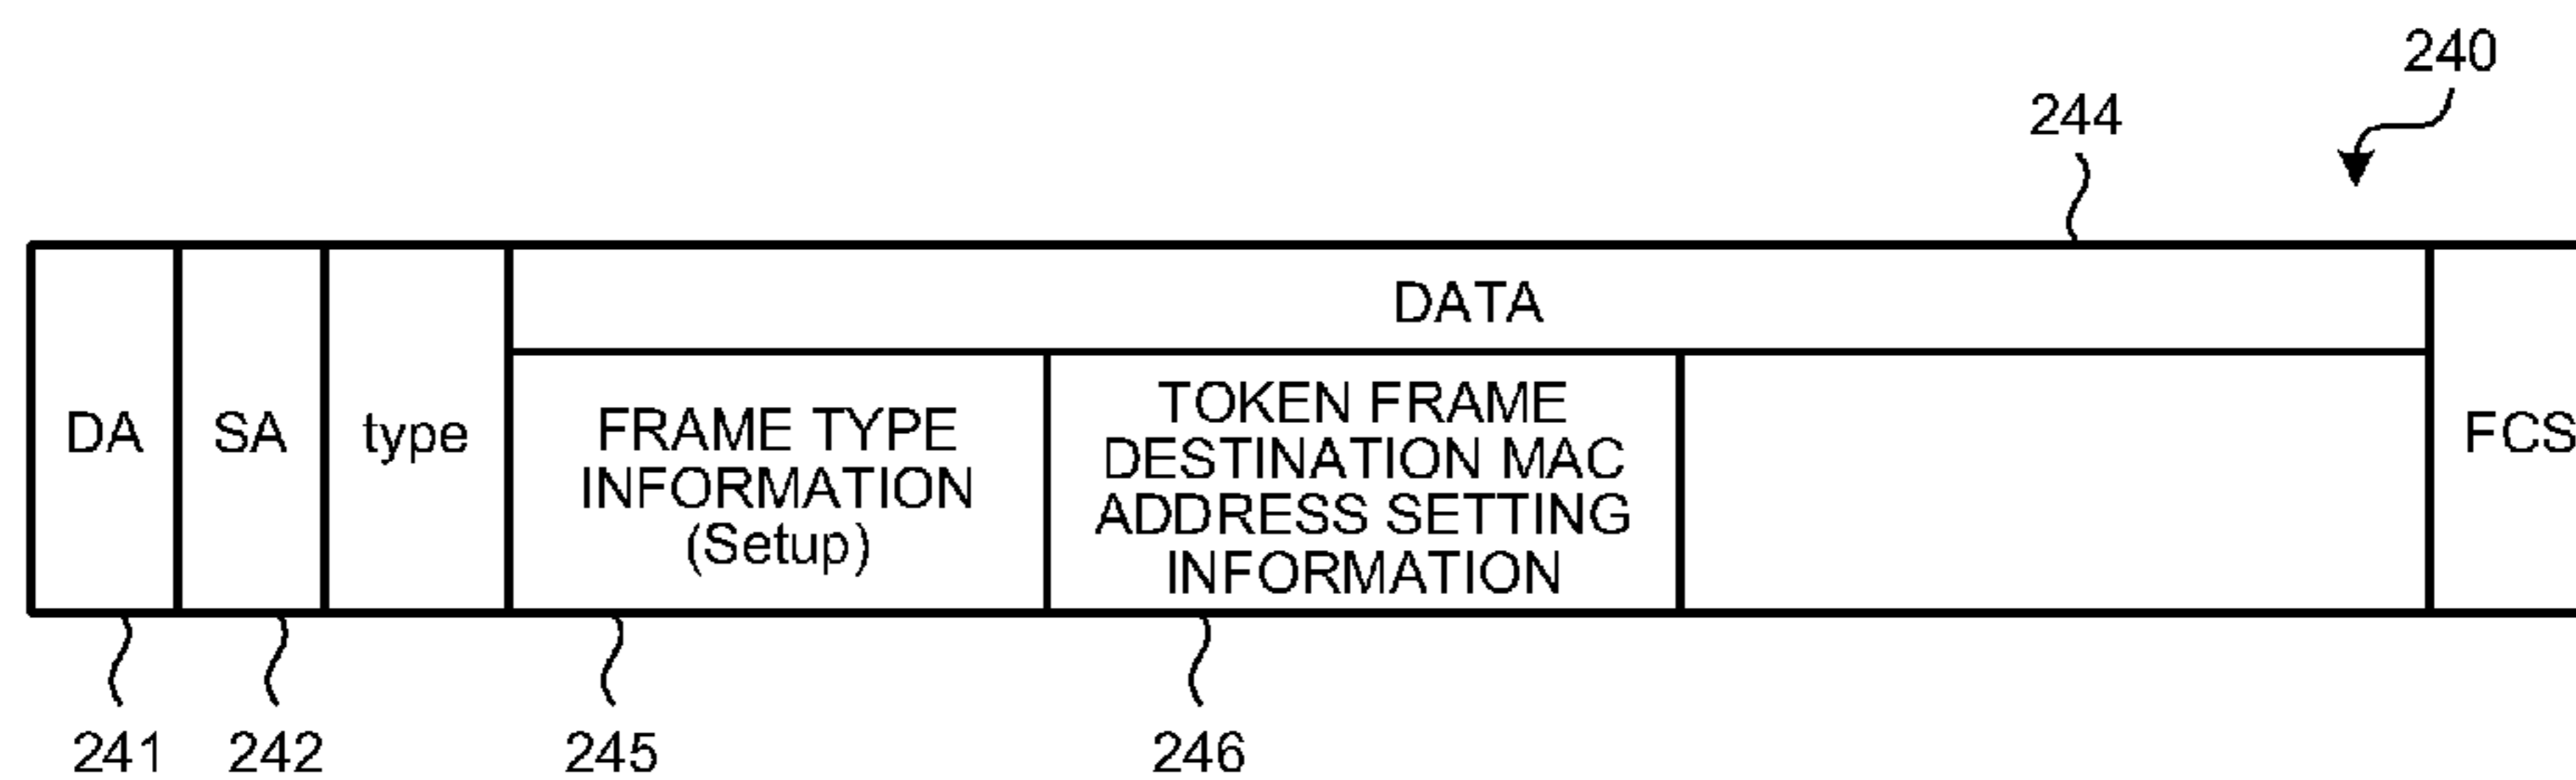 240
244
DATA
DA
SA
type
FRAME TYPE
INFORMATION
(Setup)
TOKEN FRAME
DESTINATION MAC
ADDRESS SETTING
INFORMATION
FCS
241
242
245
246